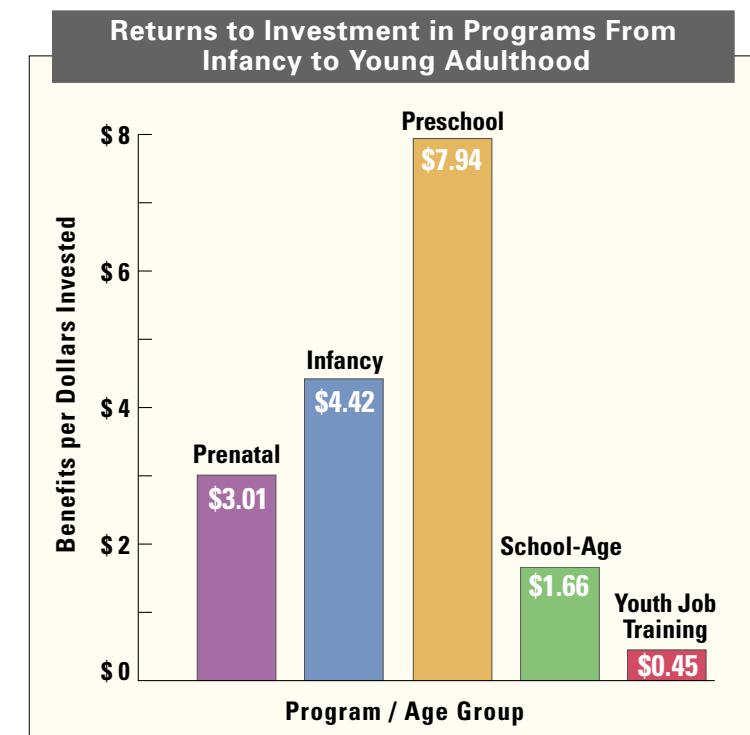 Returns to Investment in Programs From
Infancy to Young Adulthood
Benefits per Dollars Invested
$8
$6
$4
$2
$0
Prenatal
$3.01
Infancy
$4.42
Preschool
$7.94
School-Age
$1.66
Youth Job
Training
$0.45
Program / Age Group